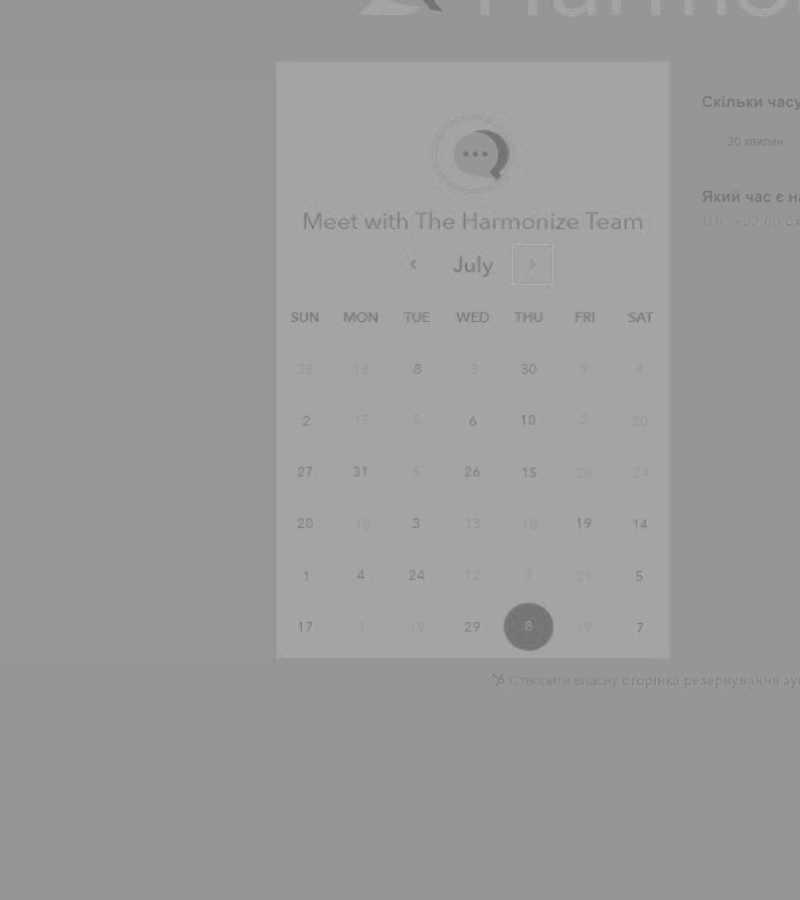 Harmo
Meet with The Harmonize Team
July
SUN MON TUE WED THU FRI SAT
28 18 8 3 30 9 4
2 15 5 6 10 2 20
27 31 5 26 15 28 24
20 10 3 13 10 19 14
1 4 24 12 7 21 5
17 1 19 29 8 19 7
Скільки часу
30 хвилин
Який час є на
UTC +03:00 Сх
Створити власну сторінка резервування зу